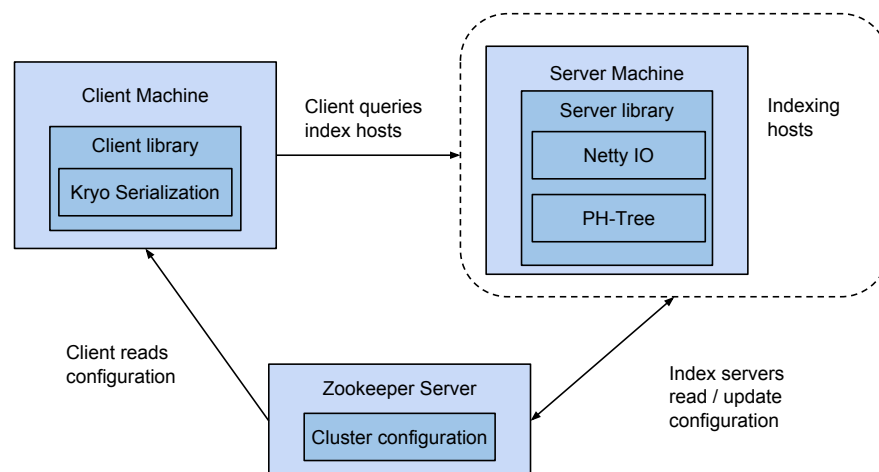 Client Machine
Client library
Kryo Serialization
Client queries
index hosts
Server Machine
Server library
Netty IO
PH-Tree
Indexing
hosts
Client reads
configuration
Zookeeper Server
Cluster configuration
Index servers
read / update
configuration